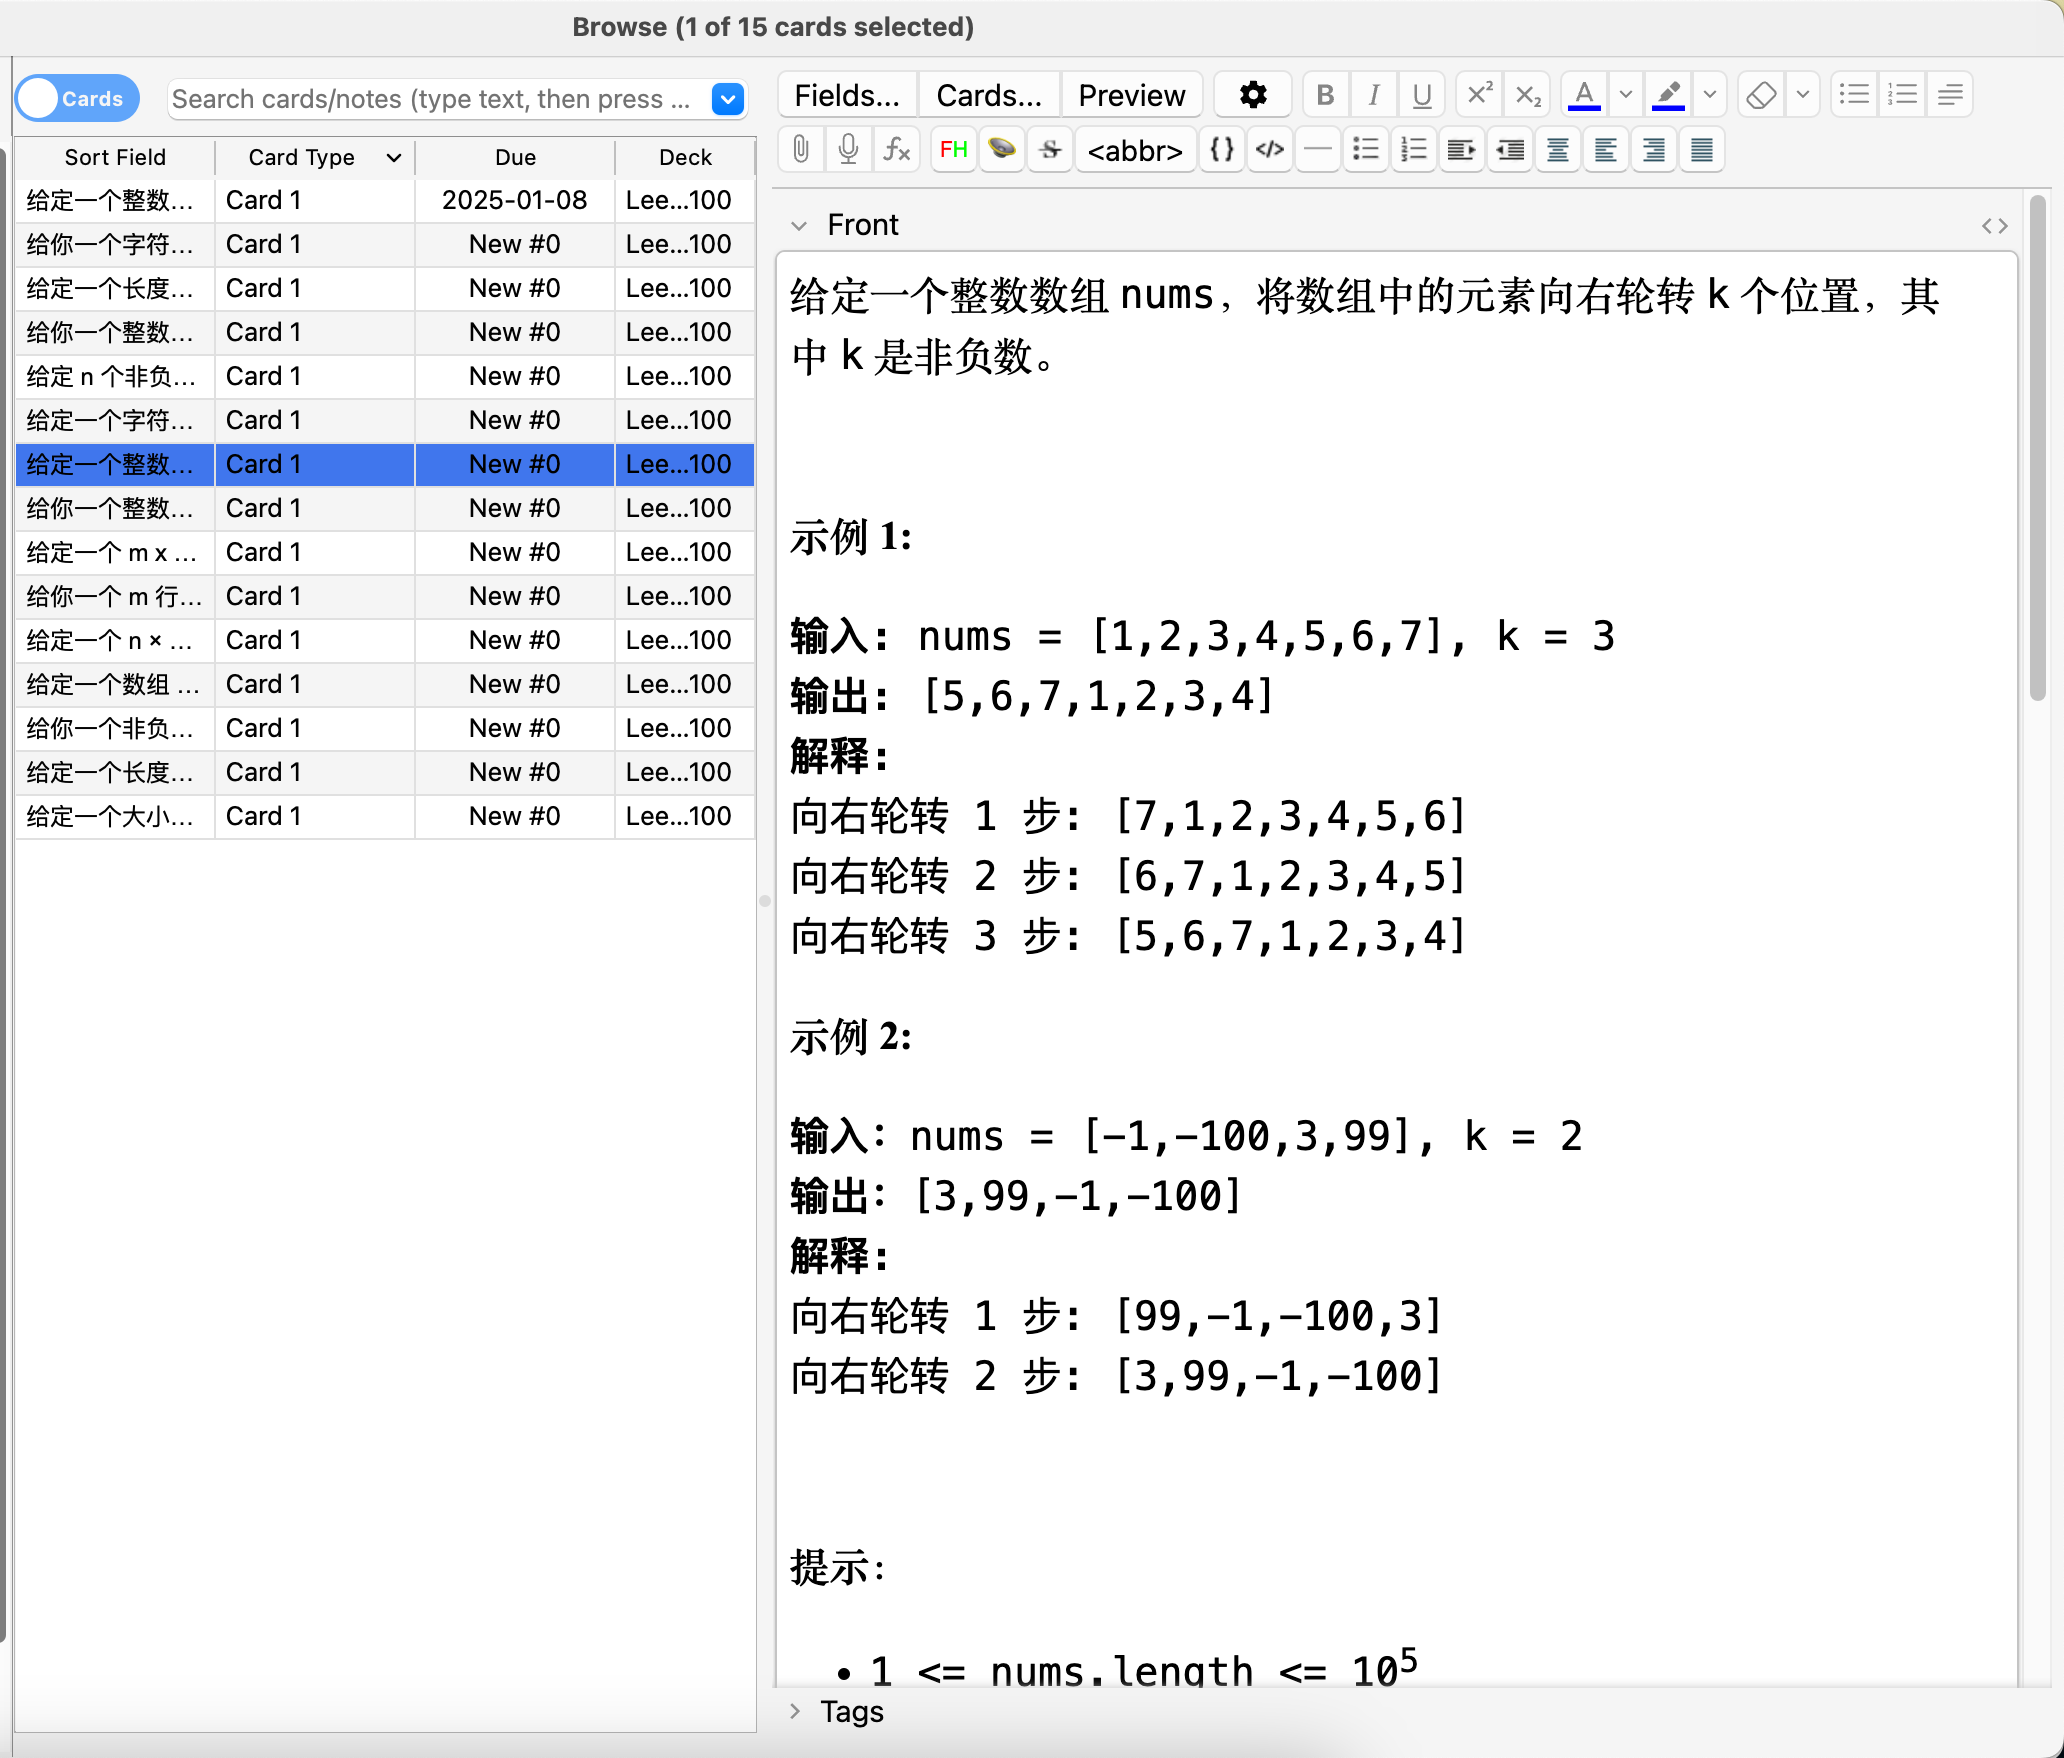 Browse (1 of 15 cards selected)
Cards
Search cards/notes (type text, then press ...
Fields... Cards... Preview B I U X² X₂ A
fx FH S <abbr> {} </>
Sort Field Card Type Due Deck
给定一个整数... Card 1 2025-01-08 Lee...100
给你一个字符... Card 1 New #0 Lee...100
给定一个长度... Card 1 New #0 Lee...100
给你一个整数... Card 1 New #0 Lee...100
给定 n 个非负... Card 1 New #0 Lee...100
给定一个字符... Card 1 New #0 Lee...100
给定一个整数... Card 1 New #0 Lee...100
给你一个整数... Card 1 New #0 Lee...100
给定一个 m x ... Card 1 New #0 Lee...100
给你一个 m 行... Card 1 New #0 Lee...100
给定一个 n × ... Card 1 New #0 Lee...100
给定一个数组 ... Card 1 New #0 Lee...100
给你一个非负... Card 1 New #0 Lee...100
给定一个长度... Card 1 New #0 Lee...100
给定一个大小... Card 1 New #0 Lee...100
Front <>
给定一个整数数组 nums，将数组中的元素向右轮转 k 个位置，其
中 k 是非负数。
示例 1:
输入: nums = [1,2,3,4,5,6,7], k = 3
输出: [5,6,7,1,2,3,4]
解释:
向右轮转 1 步: [7,1,2,3,4,5,6]
向右轮转 2 步: [6,7,1,2,3,4,5]
向右轮转 3 步: [5,6,7,1,2,3,4]
示例 2:
输入：nums = [-1,-100,3,99], k = 2
输出：[3,99,-1,-100]
解释:
向右轮转 1 步: [99,-1,-100,3]
向右轮转 2 步: [3,99,-1,-100]
提示：
• 1 <= nums.length <= 10⁵
Tags